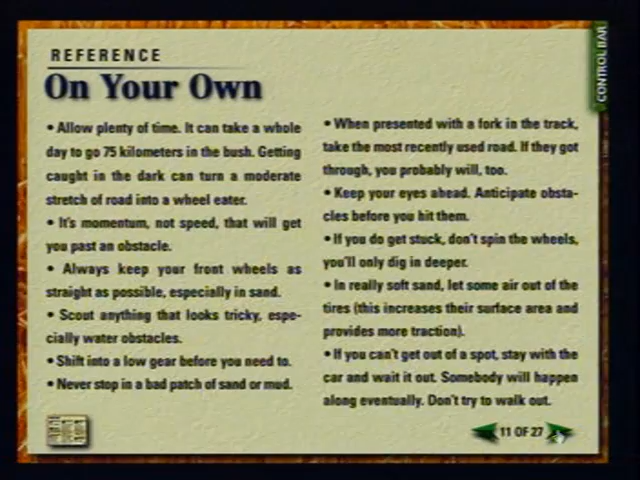 REFERENCE
On Your Own
• Allow plenty of time. It can take a whole
day to go 75 kilometers in the bush. Getting
caught in the dark can turn a moderate
stretch of road into a wheel eater.
• It's momentum, not speed, that will get
you past an obstacle.
• Always keep your front wheels as
straight as possible, especially in sand.
• Scout anything that looks tricky, espe-
cially water obstacles.
• Shift into a low gear before you need to.
• Never stop in a bad patch of sand or mud.
• When presented with a fork in the track,
take the most recently used road. If they got
through, you probably will, too.
• Keep your eyes ahead. Anticipate obsta-
cles before you hit them.
• If you do get stuck, don't spin the wheels,
you'll only dig in deeper.
• In really soft sand, let some air out of the
tires (this increases their surface area and
provides more traction).
• If you can't get out of a spot, stay with the
car and wait it out. Somebody will happen
along eventually. Don't try to walk out.
11 OF 27
CONTROL BAR